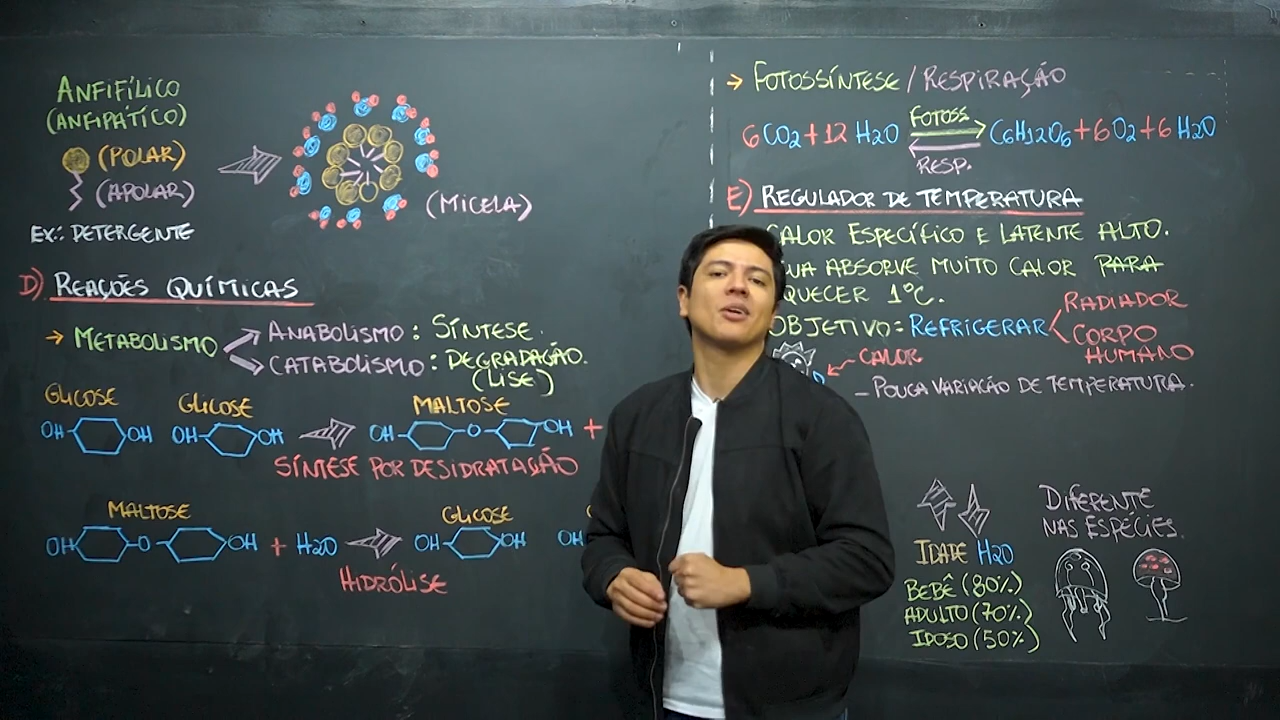 ANFIFÍLICO
(ANFIPÁTICO)
(POLAR)
(APOLAR)
EX.: DETERGENTE
(MICELA)
D) REAÇÕES QUÍMICAS
→ METABOLISMO
ANABOLISMO : SÍNTESE.
CATABOLISMO : DEGRADAÇÃO.
(LISE)
GLICOSE GLICOSE MALTOSE
OH OH OH OH OH O OH +
SÍNTESE POR DESIDRATAÇÃO
MALTOSE GLICOSE
OH O OH + H2O OH OH OH
HIDRÓLISE
→ FOTOSSÍNTESE / RESPIRAÇÃO
FOTOSS
6 CO2 + 12 H2O C6H12O6 + 6 O2 + 6 H2O
RESP.
E) REGULADOR DE TEMPERATURA
CALOR ESPECÍFICO E LATENTE ALTO.
ABSORVE MUITO CALOR PARA
QUECER 1°C.
OBJETIVO: REFRIGERAR
RADIADOR
CORPO
HUMANO
CALOR
- POUCA VARIAÇÃO DE TEMPERATURA.
IDADE H2O
BEBÊ (80%)
ADULTO (70%)
IDOSO (50%)
DIFERENTE
NAS ESPÉCIES.